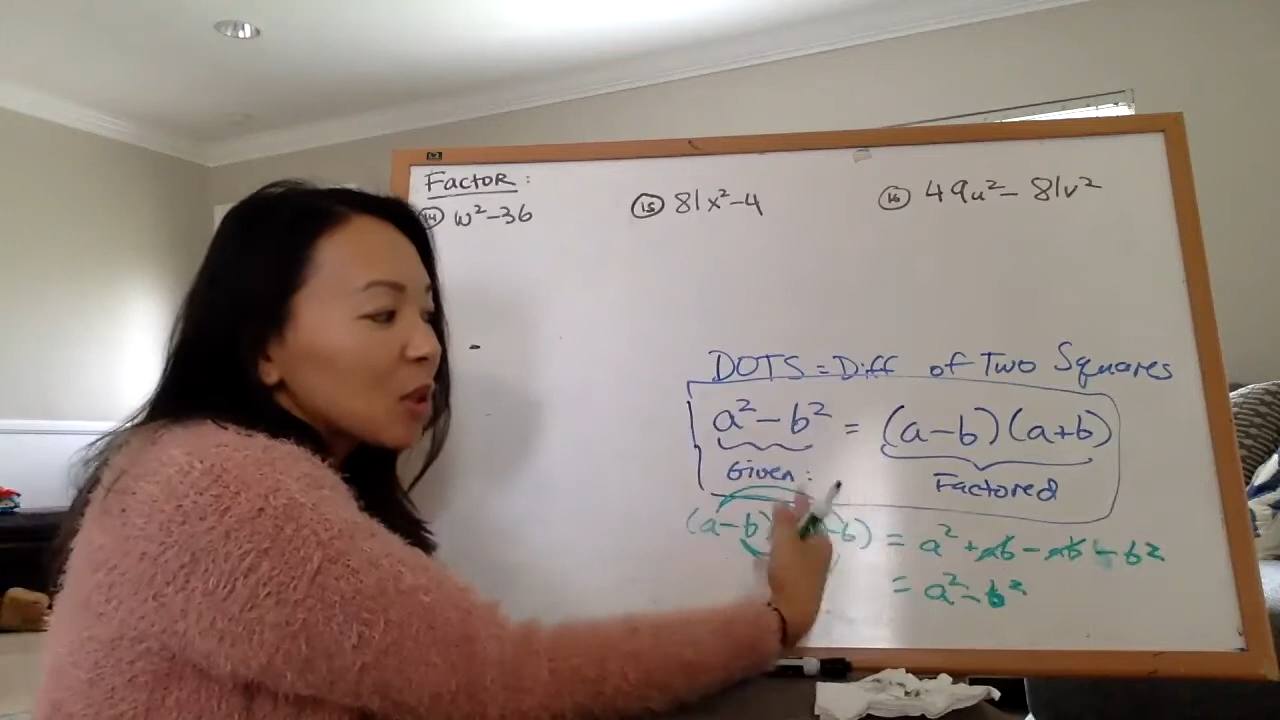 Factor:
(14) w²-36
(15) 81x²-4
(16) 49u²-81v²
DOTS = Diff of Two Squares
a²-b² = (a-b)(a+b)
Given:
Factored
(a-b) -b) = a²+ab-ab-b²
= a²-b²